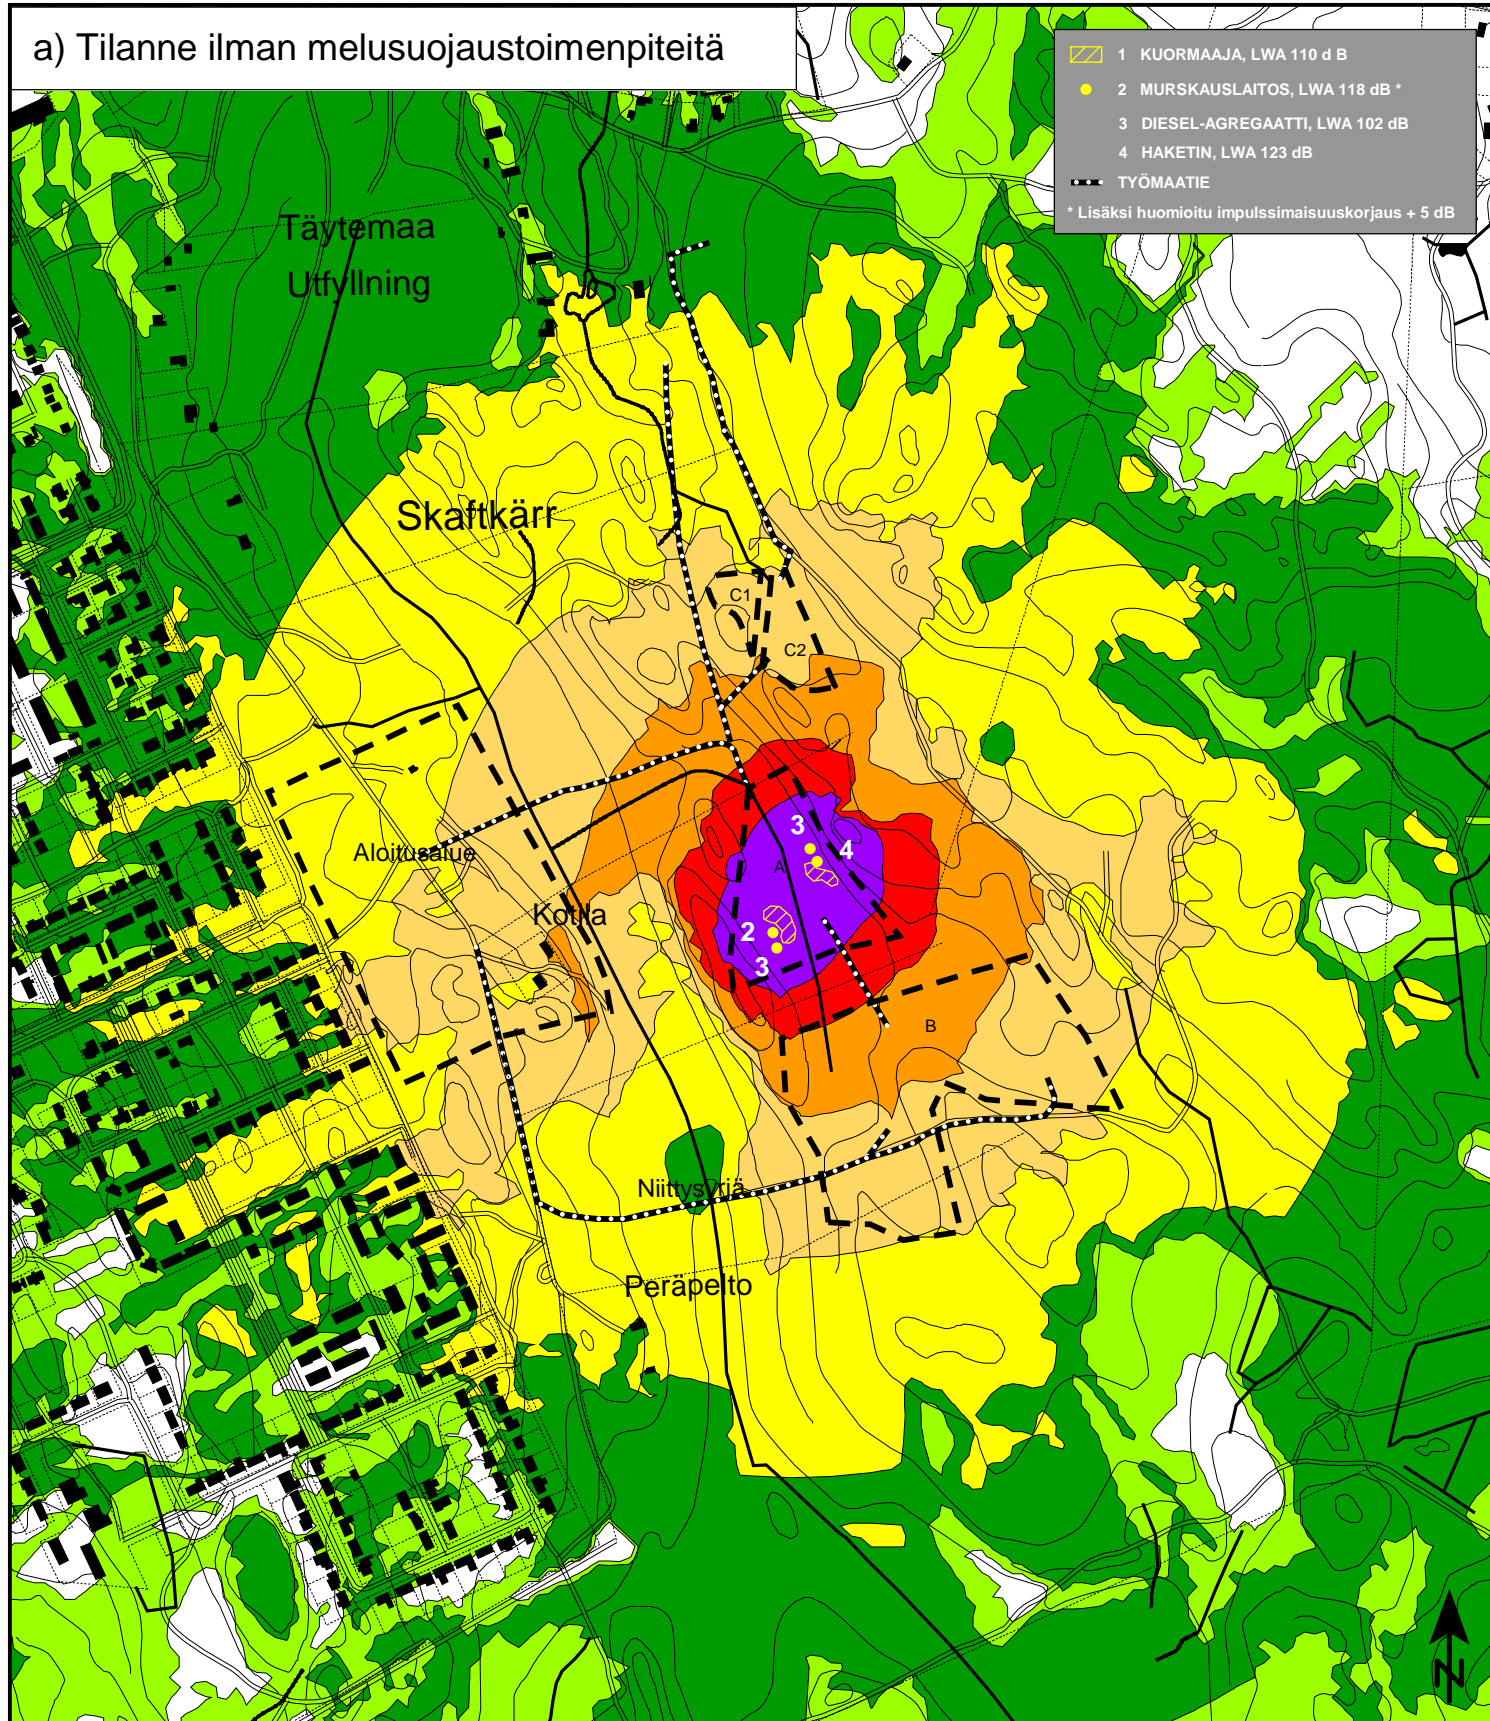 a) Tilanne ilman melusuojaustoimenpiteitä
1 KUORMAAJA, LWA 110 d B
2 MURSKAUSLAITOS, LWA 118 dB *
3 DIESEL-AGREGAATTI, LWA 102 dB
4 HAKETIN, LWA 123 dB
TYÖMAATIE
* Lisäksi huomioitu impulssimaisuuskorjaus + 5 dB
Täytemaa
Utfyllning
Skaftkärr
C1
C2
3
4
Aloitusalue
A
Kotila
2
3
B
Niittysyrjä
Peräpelto
N